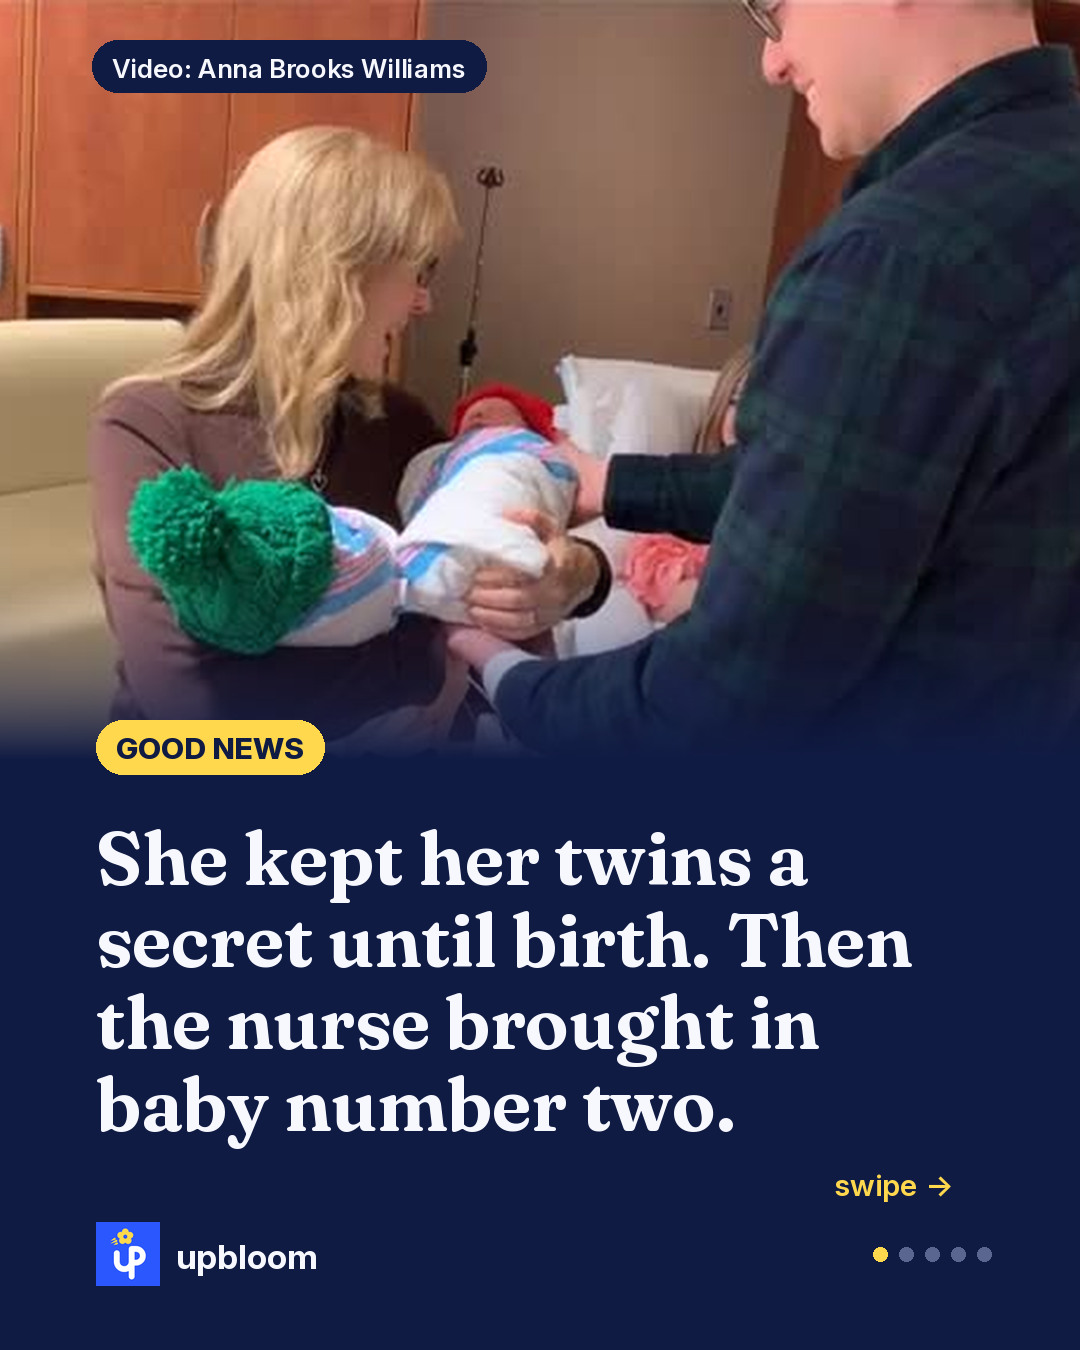 Video: Anna Brooks Williams
GOOD NEWS
She kept her twins a
secret until birth. Then
the nurse brought in
baby number two.
swipe →
up
upbloom